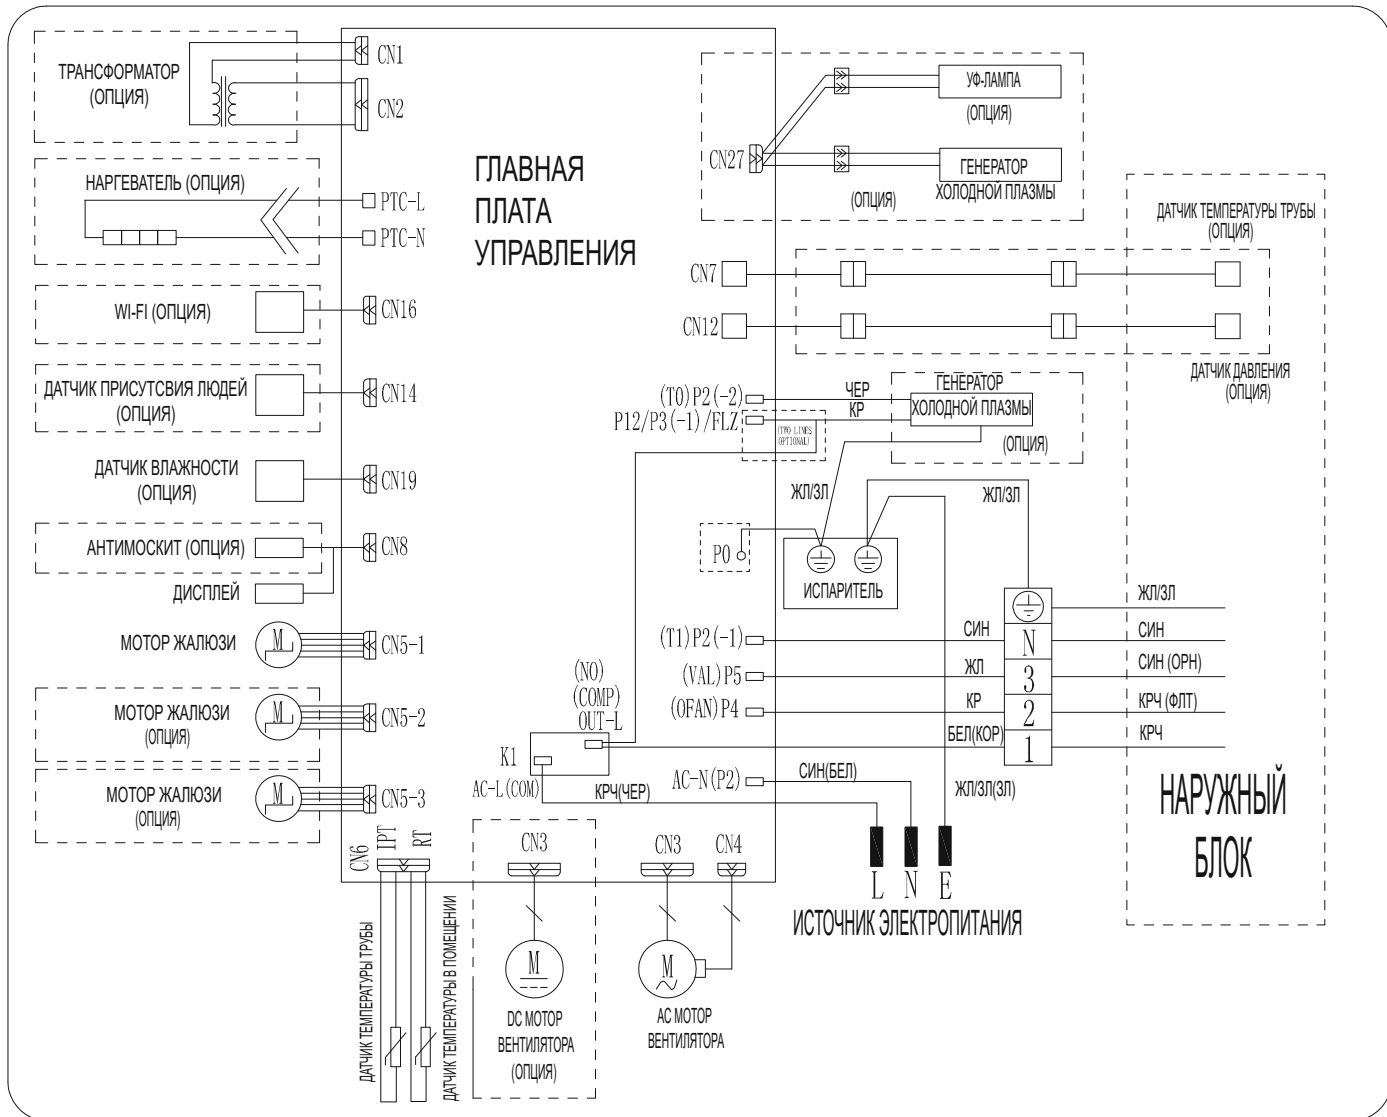 ТРАНСФОРМАТОР
(ОПЦИЯ)
CN1
CN2
НАРГЕВАТЕЛЬ (ОПЦИЯ)
PTC-L
PTC-N
WI-FI (ОПЦИЯ)
CN16
ДАТЧИК ПРИСУТСВИЯ ЛЮДЕЙ
(ОПЦИЯ)
CN14
ДАТЧИК ВЛАЖНОСТИ
(ОПЦИЯ)
CN19
АНТИМОСКИТ (ОПЦИЯ)
CN8
ДИСПЛЕЙ
МОТОР ЖАЛЮЗИ
M
CN5-1
МОТОР ЖАЛЮЗИ
(ОПЦИЯ)
M
CN5-2
МОТОР ЖАЛЮЗИ
(ОПЦИЯ)
M
CN5-3
ГЛАВНАЯ
ПЛАТА
УПРАВЛЕНИЯ
CN27
УФ-ЛАМПА
(ОПЦИЯ)
ГЕНЕРАТОР
ХОЛОДНОЙ ПЛАЗМЫ
(ОПЦИЯ)
ДАТЧИК ТЕМПЕРАТУРЫ ТРУБЫ
(ОПЦИЯ)
CN7
CN12
ДАТЧИК ДАВЛЕНИЯ
(ОПЦИЯ)
(T0)P2(-2)
ЧЕР
P12/P3(-1)/FLZ
КР
(TWO LINES
OPTIONAL)
ГЕНЕРАТОР
ХОЛОДНОЙ ПЛАЗМЫ
(ОПЦИЯ)
ЖЛ/ЗЛ
ЖЛ/ЗЛ
P0
ИСПАРИТЕЛЬ
ЖЛ/ЗЛ
(T1)P2(-1)
СИН
N
СИН
(VAL)P5
ЖЛ
3
СИН (ОРН)
(OFAN)P4
КР
2
КРЧ (ФЛТ)
БЕЛ(КОР)
1
КРЧ
(NO)
(COMP)
OUT-L
K1
AC-L(COM)
КРЧ(ЧЕР)
AC-N(P2)
СИН(БЕЛ)
ЖЛ/ЗЛ(ЗЛ)
L
N
E
ИСТОЧНИК ЭЛЕКТРОПИТАНИЯ
НАРУЖНЫЙ
БЛОК
CN6
IPT
RT
ДАТЧИК ТЕМПЕРАТУРЫ ТРУБЫ
ДАТЧИК ТЕМПЕРАТУРЫ В ПОМЕЩЕНИИ
CN3
M
DC МОТОР
ВЕНТИЛЯТОРА
(ОПЦИЯ)
CN3
CN4
M
AC МОТОР
ВЕНТИЛЯТОРА